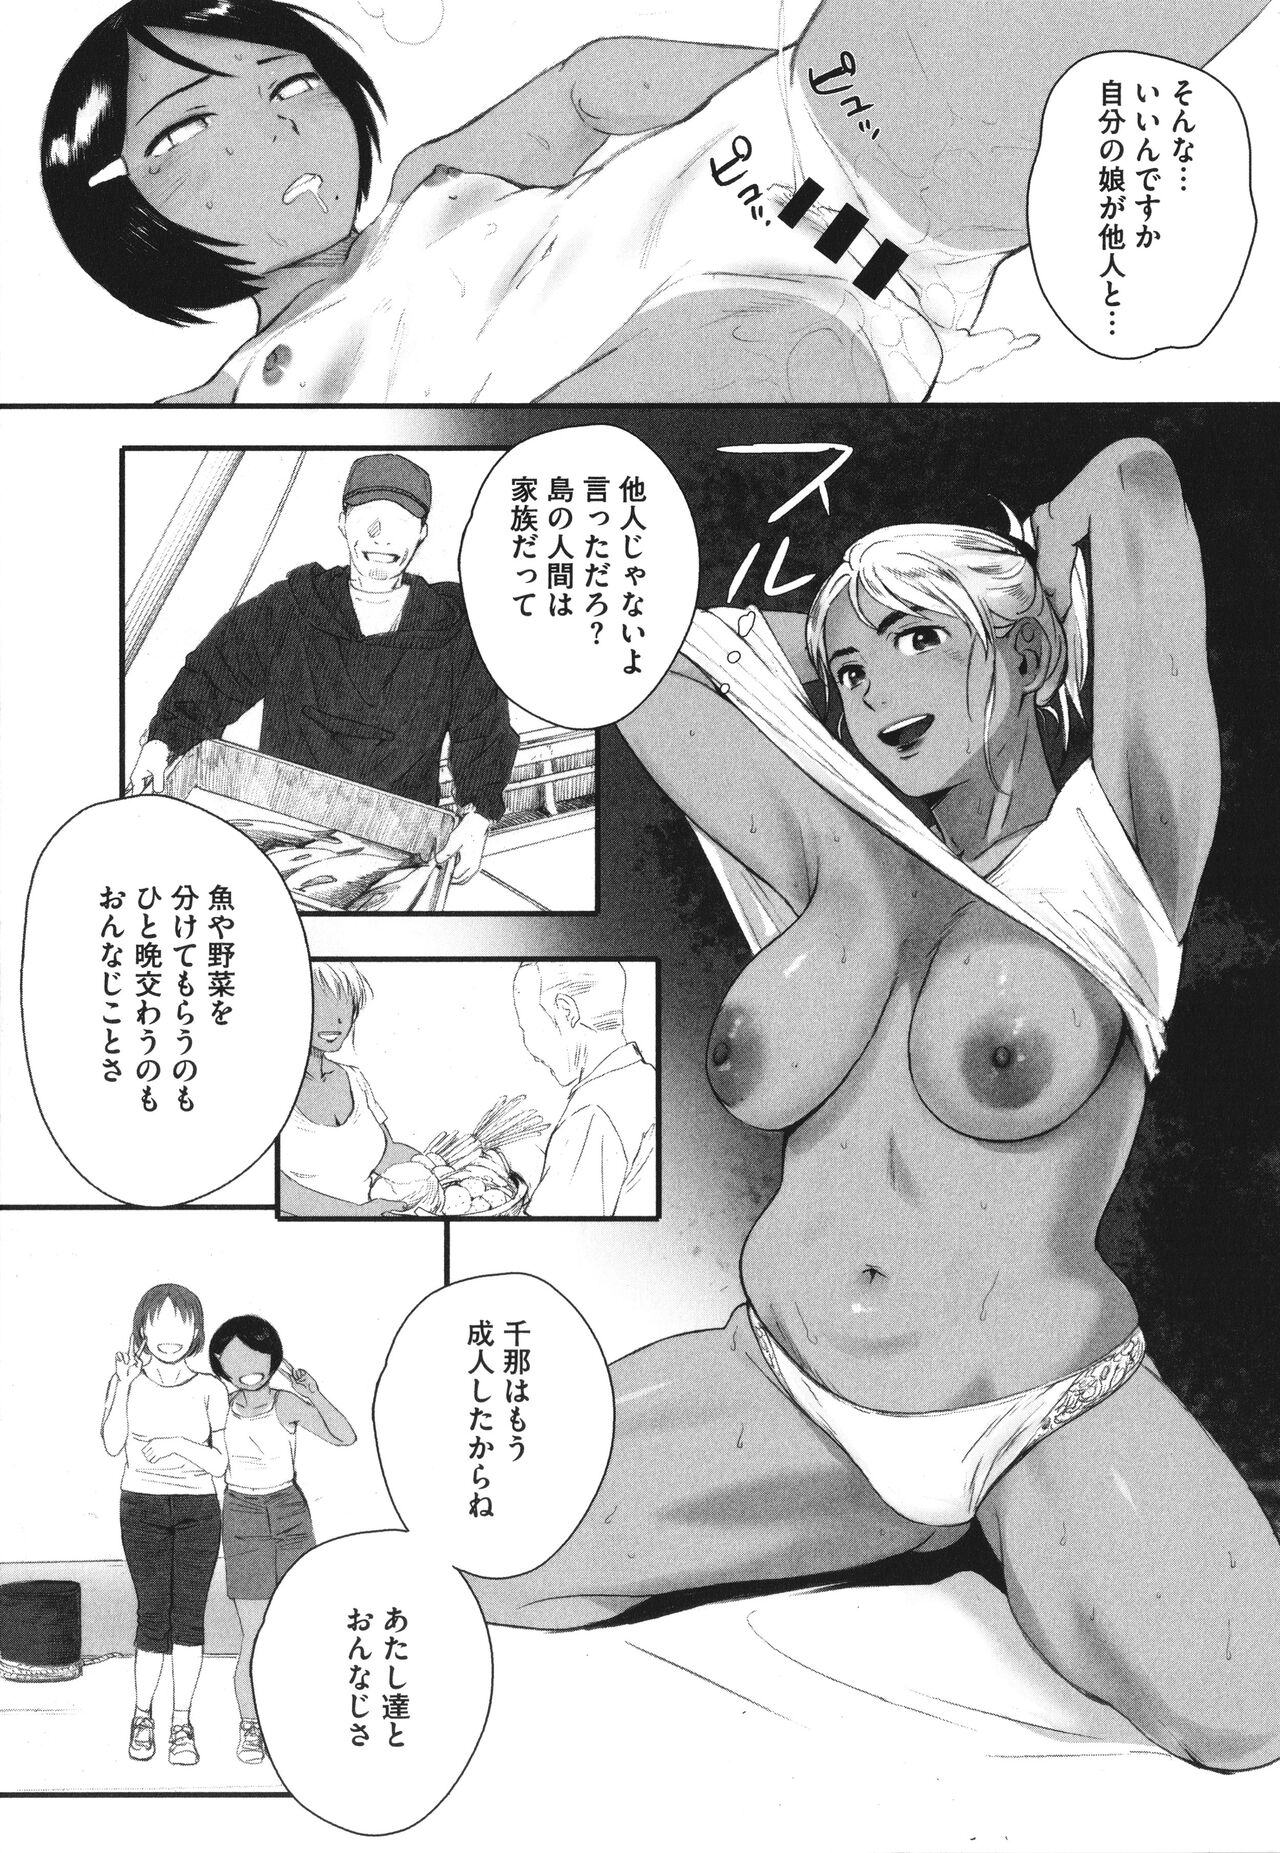 そんな…
いいんですか
自分の娘が他人と…
ピュッ
ピュッ
他人じゃないよ
言っただろ？
島の人間は
家族だって
スル
魚や野菜を
分けてもらうのも
ひと晩交わうのも
おんなじことさ
千那はもう
成人したからね
あたし達と
おんなじさ